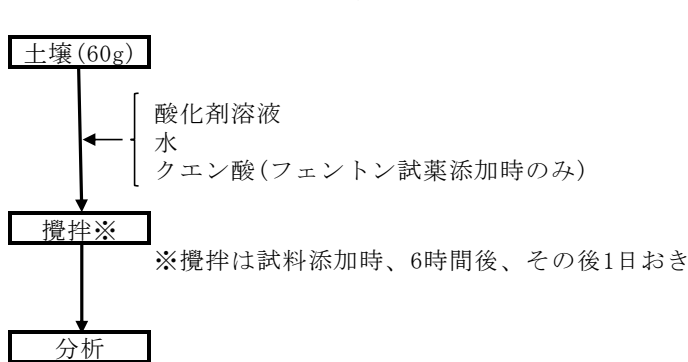 土壌(60g)
酸化剤溶液
水
クエン酸(フェントン試薬添加時のみ)
攪拌※
※攪拌は試料添加時、6時間後、その後1日おき
分析